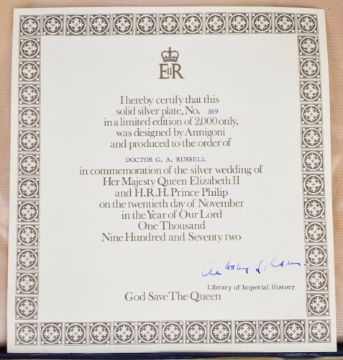 EIIR
I hereby certify that this
solid silver plate, No. 389
in a limited edition of 2,000 only,
was designed by Annigoni
and produced to the order of
DOCTOR G. A. RUSSELL
in commemoration of the silver wedding of
Her Majesty Queen Elizabeth II
and H.R.H. Prince Philip
on the twentieth day of November
in the Year of Our Lord
One Thousand
Nine Hundred and Seventy two
Library of Imperial History
God Save The Queen